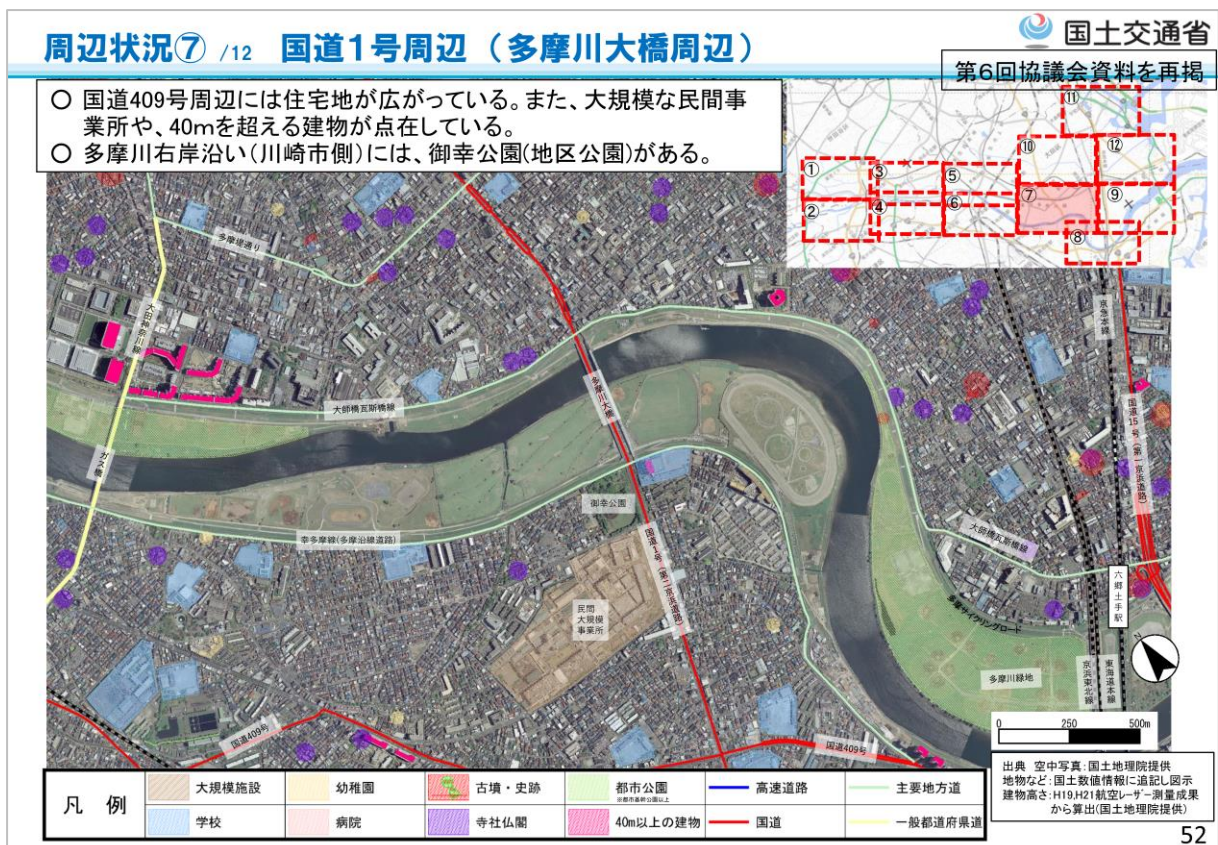 周辺状況⑦ /12 国道1号周辺（多摩川大橋周辺）
国土交通省
第6回協議会資料を再掲
○ 国道409号周辺には住宅地が広がっている。また、大規模な民間事
業所や、40mを超える建物が点在している。
○ 多摩川右岸沿い(川崎市側)には、御幸公園(地区公園)がある。
①
②
③
④
⑤
⑥
⑦
⑧
⑨
⑩
⑪
⑫
多摩堤通り
大田神奈川線
ガス橋
大師橋瓦斯橋線
多摩川大橋
幸多摩線(多摩沿線道路)
御幸公園
国道1号(第二京浜道路)
民間
大規模
事業所
京急本線
国道15号(第一京浜道路)
大師橋瓦斯橋線
六郷土手駅
多摩サイクリングロード
多摩川緑地
京浜東北線
東海道本線
国道409号
国道409号
N
0 250 500m
凡 例
大規模施設
幼稚園
古墳・史跡
都市公園
※都市基幹公園以上
高速道路
主要地方道
学校
病院
寺社仏閣
40m以上の建物
国道
一般都道府県道
出典 空中写真:国土地理院提供
地物など:国土数値情報に追記し図示
建物高さ:H19,H21航空レーザー測量成果
から算出(国土地理院提供)
52